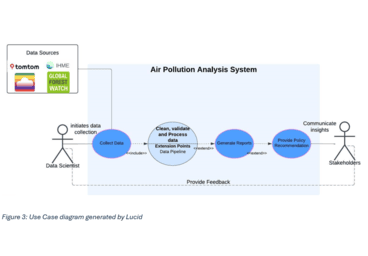 Data Sources
tomtom
IHME
GLOBAL
FOREST
WATCH
Air Pollution Analysis System
Initiates data
collection
Communicate
insights
Collect Data
<<include>>
Clean, validate
and Process
data
Extension Points
Data Pipeline
<<extend>>
Generate Reports
<<extend>>
Provide Policy
Recommendation
Data Scientist
Stakeholders
Provide Feedback
Figure 3: Use Case diagram generated by Lucid